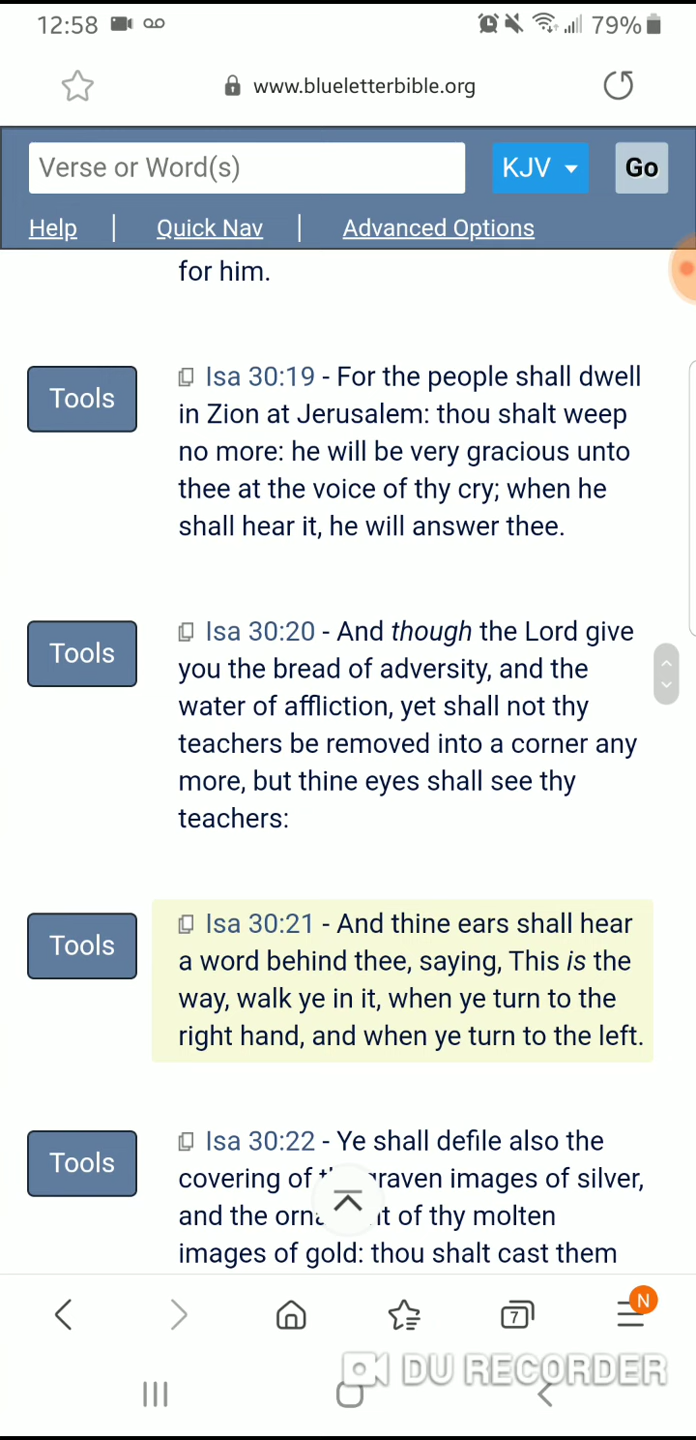 12:58
79%
www.blueletterbible.org
Verse or Word(s)
KJV
Go
Help | Quick Nav | Advanced Options
for him.
Tools
Isa 30:19 - For the people shall dwell
in Zion at Jerusalem: thou shalt weep
no more: he will be very gracious unto
thee at the voice of thy cry; when he
shall hear it, he will answer thee.
Tools
Isa 30:20 - And though the Lord give
you the bread of adversity, and the
water of affliction, yet shall not thy
teachers be removed into a corner any
more, but thine eyes shall see thy
teachers:
Tools
Isa 30:21 - And thine ears shall hear
a word behind thee, saying, This is the
way, walk ye in it, when ye turn to the
right hand, and when ye turn to the left.
Tools
Isa 30:22 - Ye shall defile also the
covering of images of silver,
and the of thy molten
images of gold: thou shalt cast them
7
N
DU RECORDER